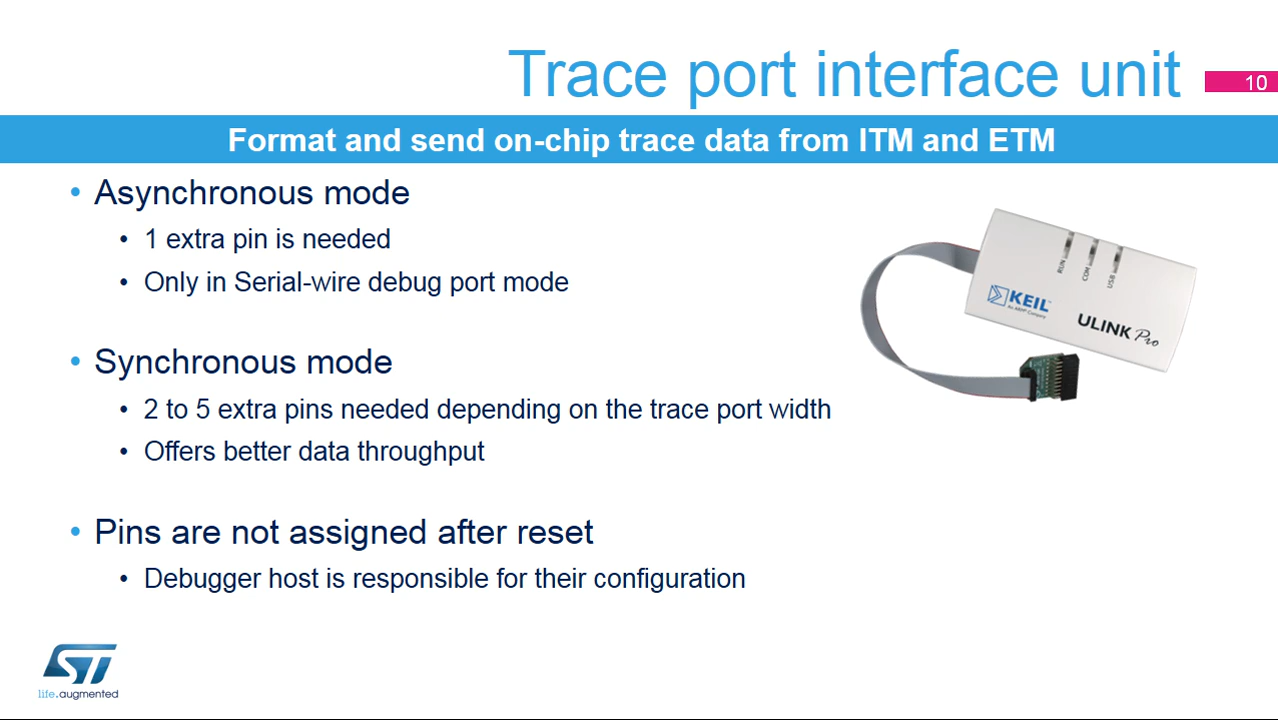 Trace port interface unit
10
Format and send on-chip trace data from ITM and ETM
• Asynchronous mode
• 1 extra pin is needed
• Only in Serial-wire debug port mode
• Synchronous mode
• 2 to 5 extra pins needed depending on the trace port width
• Offers better data throughput
• Pins are not assigned after reset
• Debugger host is responsible for their configuration
RUN
COM
USB
KEIL
An ARM® Company
ULINK Pro
ST
life.augmented